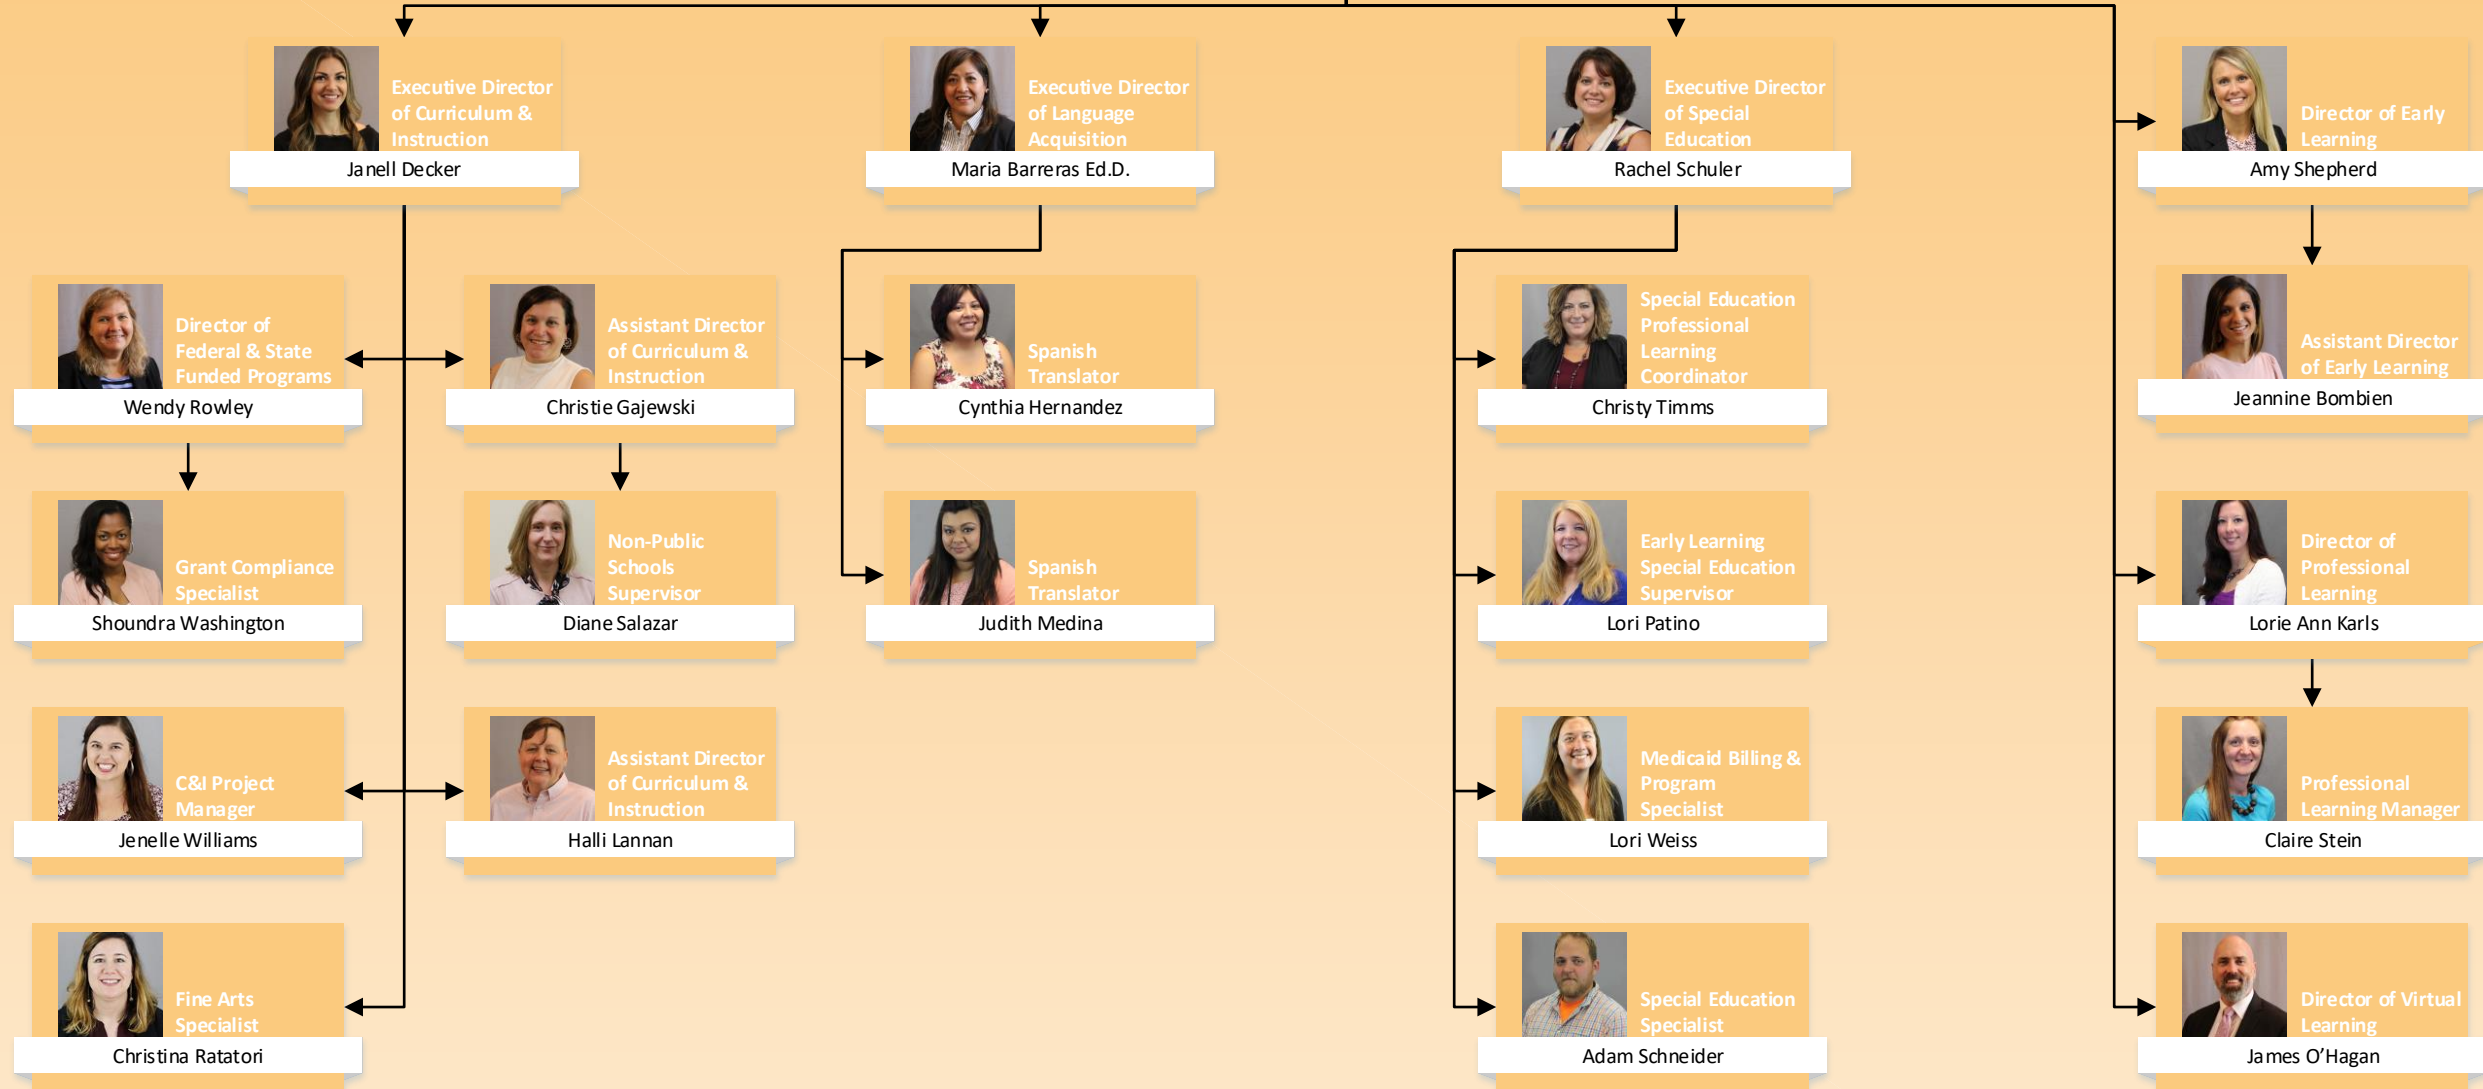 Executive Director
of Curriculum &
Instruction
Janell Decker
Executive Director
of Language
Acquisition
Maria Barreras Ed.D.
Executive Director
of Special
Education
Rachel Schuler
Director of Early
Learning
Amy Shepherd
Director of
Federal & State
Funded Programs
Wendy Rowley
Assistant Director
of Curriculum &
Instruction
Christie Gajewski
Spanish
Translator
Cynthia Hernandez
Special Education
Professional
Learning
Coordinator
Christy Timms
Assistant Director
of Early Learning
Jeannine Bombien
Grant Compliance
Specialist
Shoundra Washington
Non-Public
Schools
Supervisor
Diane Salazar
Spanish
Translator
Judith Medina
Early Learning
Special Education
Supervisor
Lori Patino
Director of
Professional
Learning
Lorie Ann Karls
C&I Project
Manager
Jenelle Williams
Assistant Director
of Curriculum &
Instruction
Halli Lannan
Medicaid Billing &
Program
Specialist
Lori Weiss
Professional
Learning Manager
Claire Stein
Fine Arts
Specialist
Christina Ratatori
Special Education
Specialist
Adam Schneider
Director of Virtual
Learning
James O’Hagan